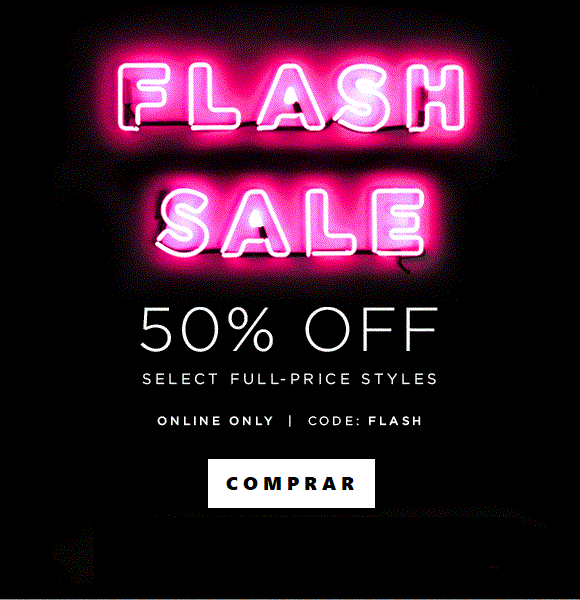 FLASH
SALE
50% OFF
SELECT FULL-PRICE STYLES
ONLINE ONLY | CODE: FLASH
COMPRAR